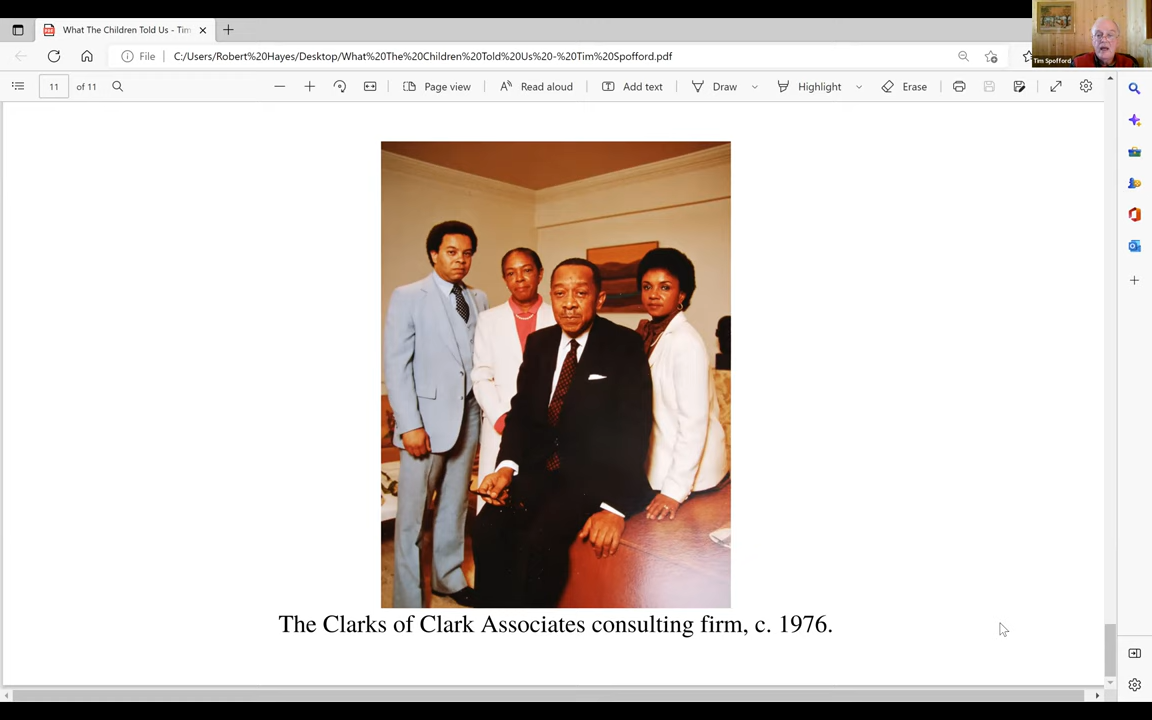 What The Children Told Us - Tim
File
C:/Users/Robert%20Hayes/Desktop/What%20The%20Children%20Told%20Us%20-%20Tim%20Spofford.pdf
Tim Spofford
11 of 11
Page view
Read aloud
Add text
Draw
Highlight
Erase
The Clarks of Clark Associates consulting firm, c. 1976.